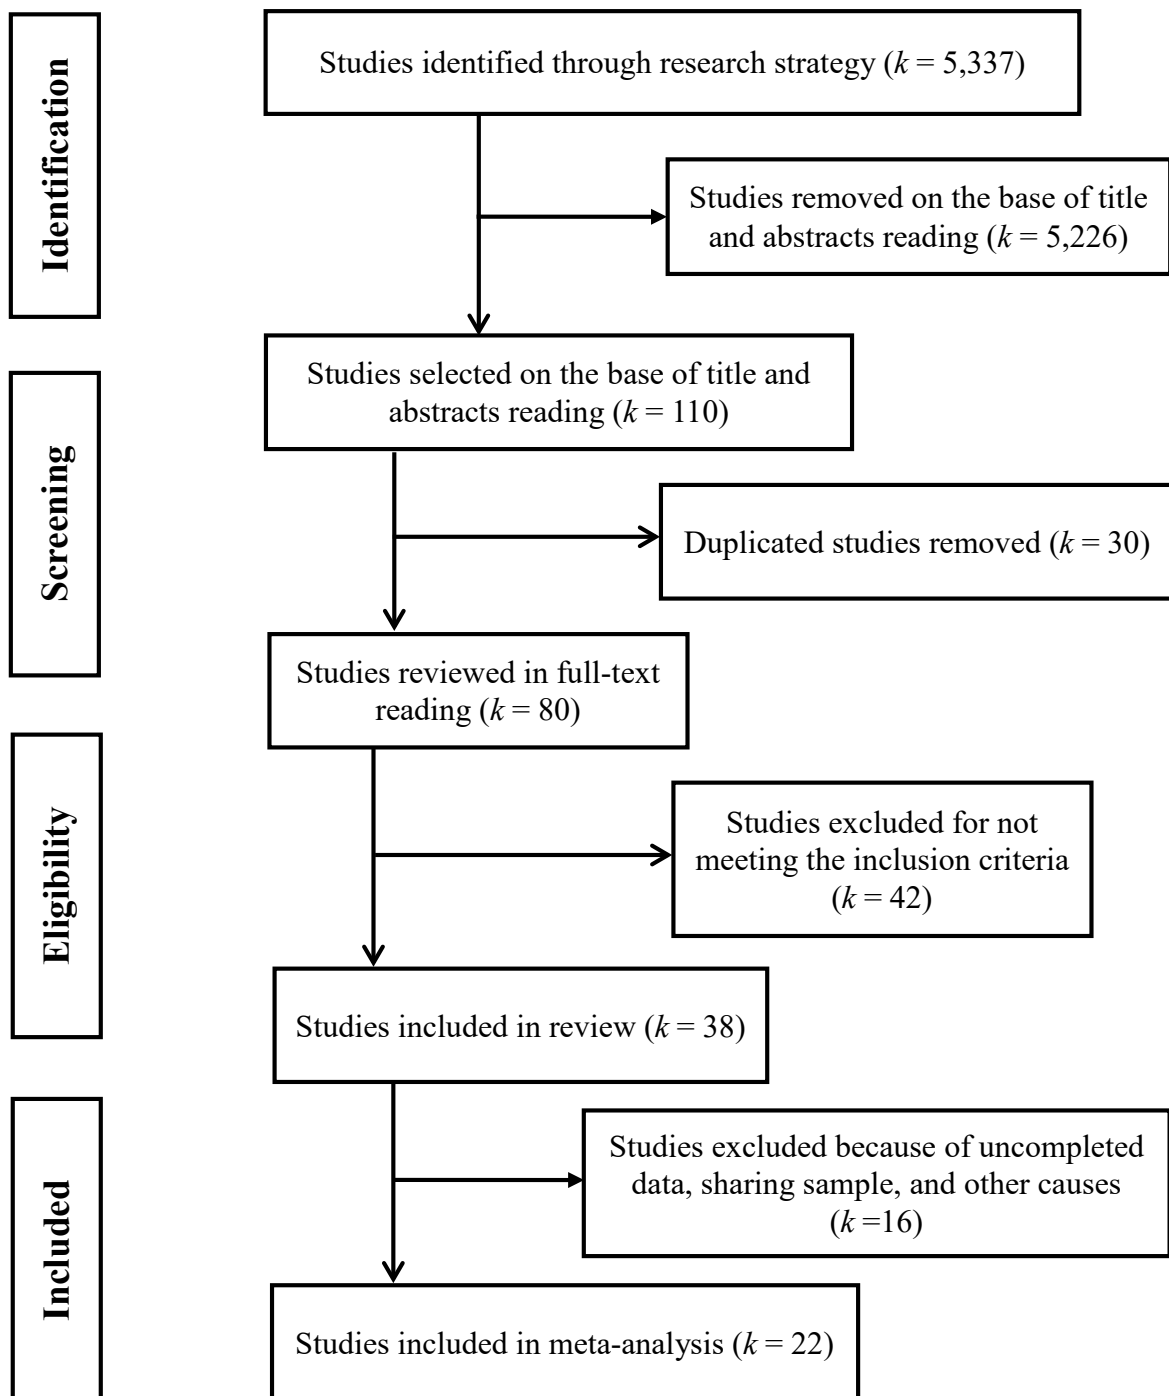 Identification
Studies identified through research strategy (k = 5,337)
Studies removed on the base of title
and abstracts reading (k = 5,226)
Screening
Studies selected on the base of title and
abstracts reading (k = 110)
Duplicated studies removed (k = 30)
Studies reviewed in full-text
reading (k = 80)
Eligibility
Studies excluded for not
meeting the inclusion criteria
(k = 42)
Studies included in review (k = 38)
Included
Studies excluded because of uncompleted
data, sharing sample, and other causes
(k =16)
Studies included in meta-analysis (k = 22)